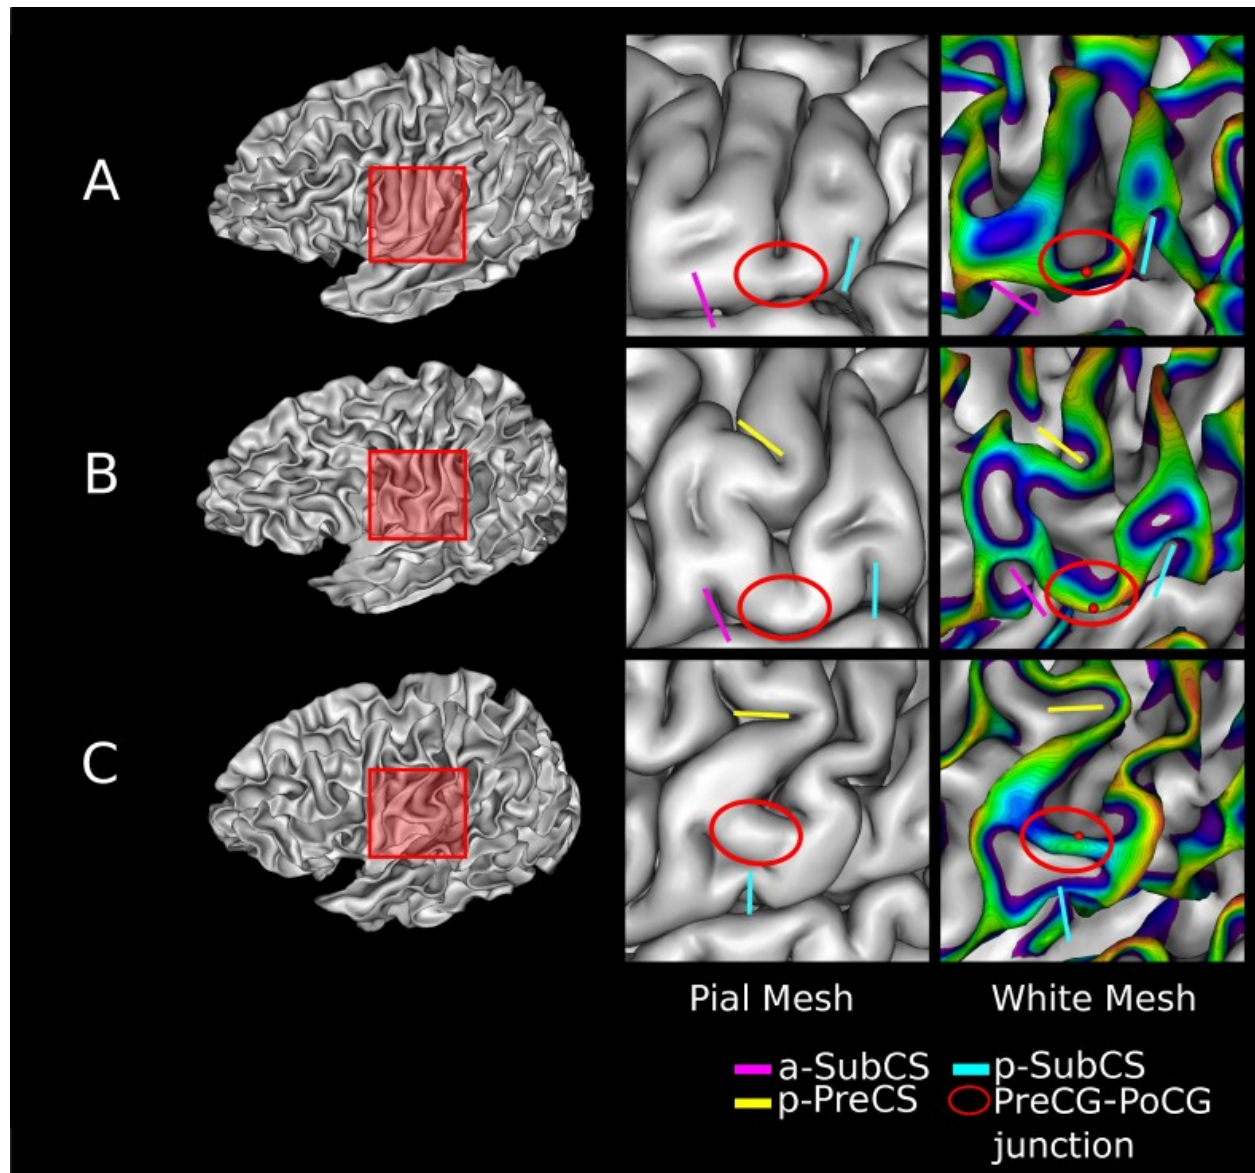 A
B
C
Pial Mesh
White Mesh
a-SubCS
p-SubCS
p-PreCS
PreCG-PoCG
junction